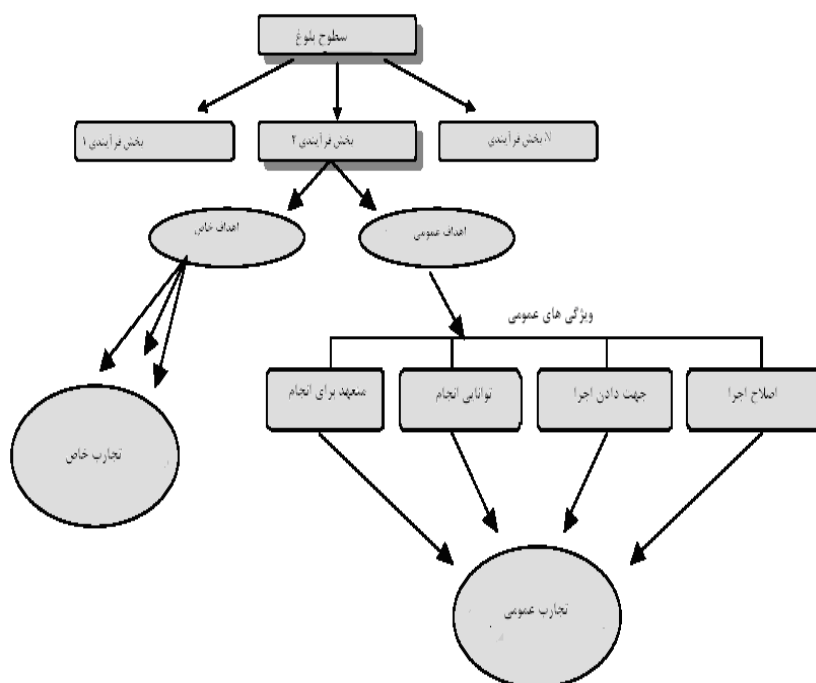 سطوح بلوغ
بخش فرآیندی ۱
بخش فرآیندی ۲
بخش فرآیندی n
اهداف خاص
اهداف عمومی
ویژگی های عمومی
متعهد برای انجام
توانایی انجام
جهت دادن اجرا
اصلاح اجرا
تجارب خاص
تجارب عمومی